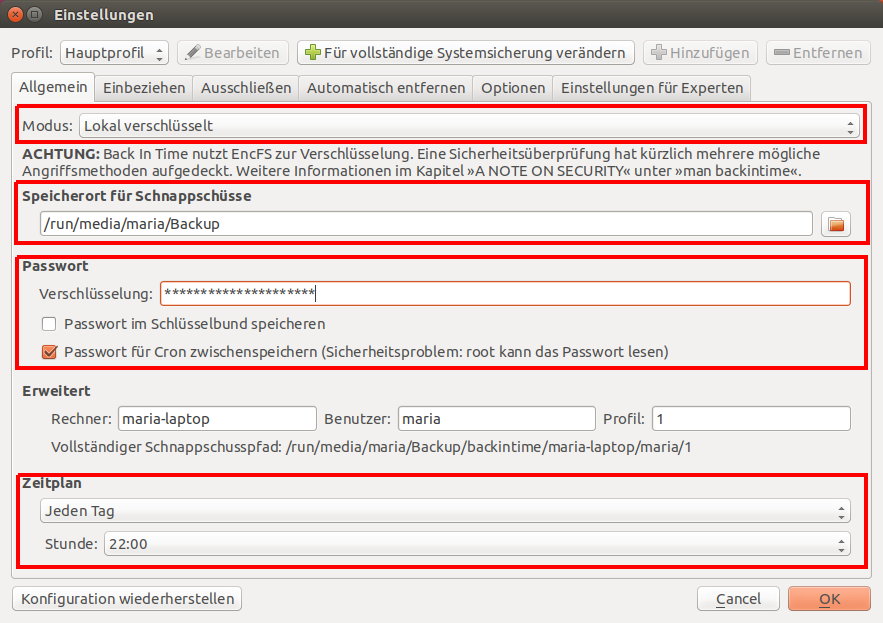 Einstellungen
Profil: Hauptprofil Bearbeiten Für vollständige Systemsicherung verändern Hinzufügen Entfernen
Allgemein Einbeziehen Ausschließen Automatisch entfernen Optionen Einstellungen für Experten
Modus: Lokal verschlüsselt
ACHTUNG: Back In Time nutzt EncFS zur Verschlüsselung. Eine Sicherheitsüberprüfung hat kürzlich mehrere mögliche
Angriffsmethoden aufgedeckt. Weitere Informationen im Kapitel »A NOTE ON SECURITY« unter »man backintime«.
Speicherort für Schnappschüsse
/run/media/maria/Backup
Passwort
Verschlüsselung: *********************
Passwort im Schlüsselbund speichern
Passwort für Cron zwischenspeichern (Sicherheitsproblem: root kann das Passwort lesen)
Erweitert
Rechner: maria-laptop Benutzer: maria Profil: 1
Vollständiger Schnappschusspfad: /run/media/maria/Backup/backintime/maria-laptop/maria/1
Zeitplan
Jeden Tag
Stunde: 22:00
Konfiguration wiederherstellen Cancel OK